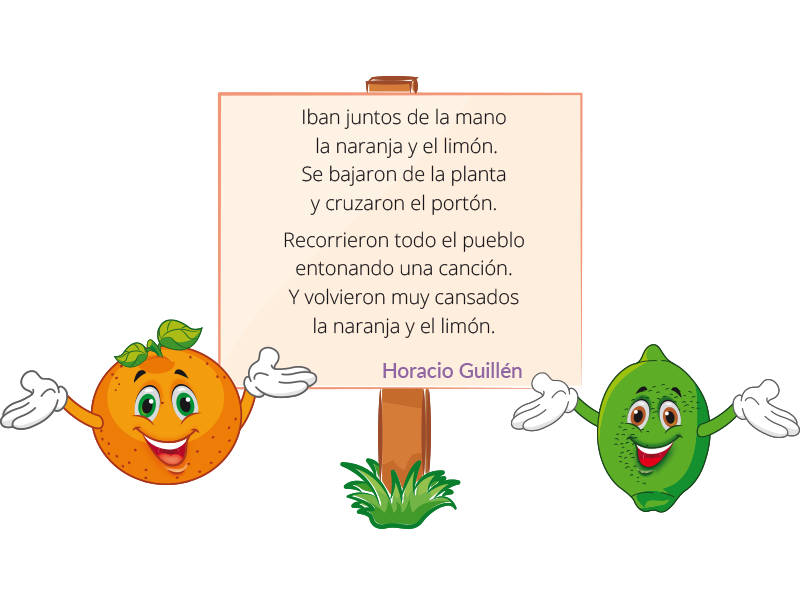 Iban juntos de la mano
la naranja y el limón.
Se bajaron de la planta
y cruzaron el portón.
Recorrieron todo el pueblo
entonando una canción.
Y volvieron muy cansados
la naranja y el limón.
Horacio Guillén